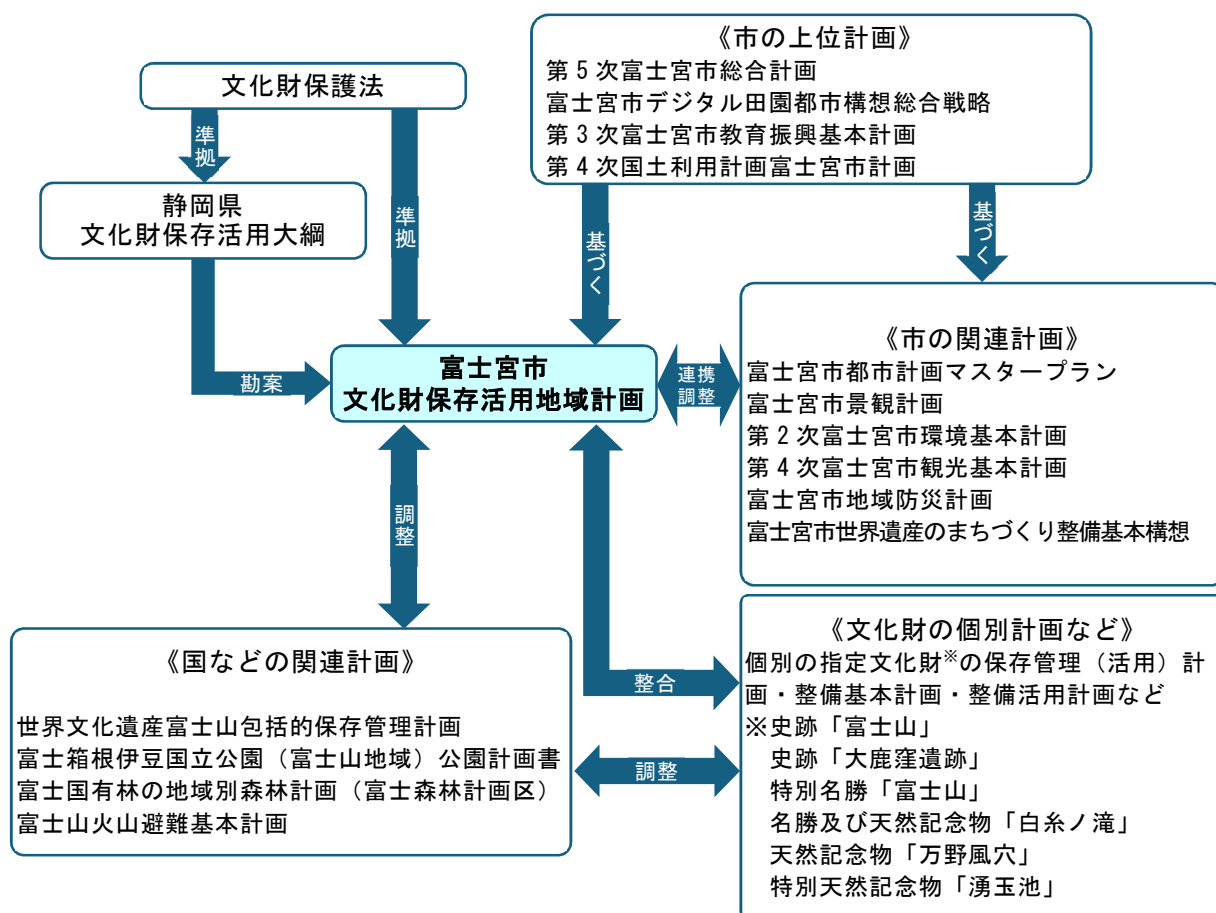 文化財保護法
準拠
準拠
静岡県
文化財保存活用大綱
勘案
《市の上位計画》
第5次富士宮市総合計画
富士宮市デジタル田園都市構想総合戦略
第3次富士宮市教育振興基本計画
第4次国土利用計画富士宮市計画
基づく
基づく
富士宮市
文化財保存活用地域計画
連携
調整
《市の関連計画》
富士宮市都市計画マスタープラン
富士宮市景観計画
第2次富士宮市環境基本計画
第4次富士宮市観光基本計画
富士宮市地域防災計画
富士宮市世界遺産のまちづくり整備基本構想
調整
整合
《国などの関連計画》
世界文化遺産富士山包括的保存管理計画
富士箱根伊豆国立公園（富士山地域）公園計画書
富士国有林の地域別森林計画（富士森林計画区）
富士山火山避難基本計画
調整
《文化財の個別計画など》
個別の指定文化財※の保存管理（活用）計
画・整備基本計画・整備活用計画など
※史跡「富士山」
史跡「大鹿窪遺跡」
特別名勝「富士山」
名勝及び天然記念物「白糸ノ滝」
天然記念物「万野風穴」
特別天然記念物「湧玉池」